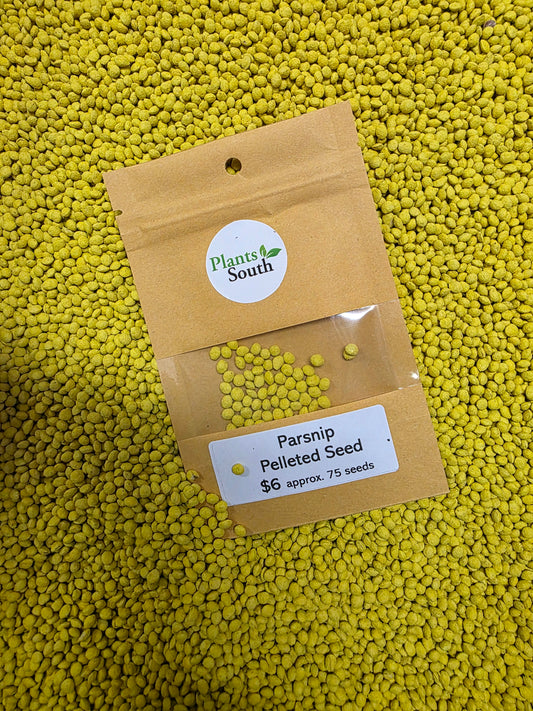 Plants
South
Parsnip
Pelleted Seed
$6 approx. 75 seeds